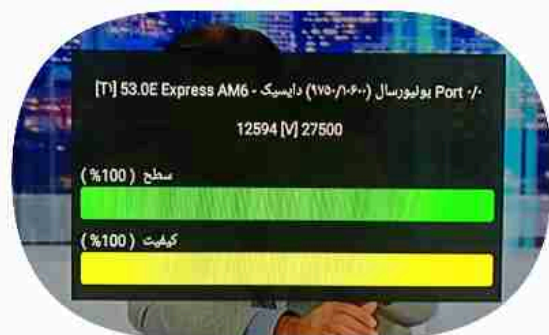 [T۱] 53.0E Express AM6 - دایسیک (۹۷۵۰/۱۰۶۰۰) یونیورسال Port ۰/۰
12594 [V] 27500
سطح ( 100% )
کیفیت ( 100% )